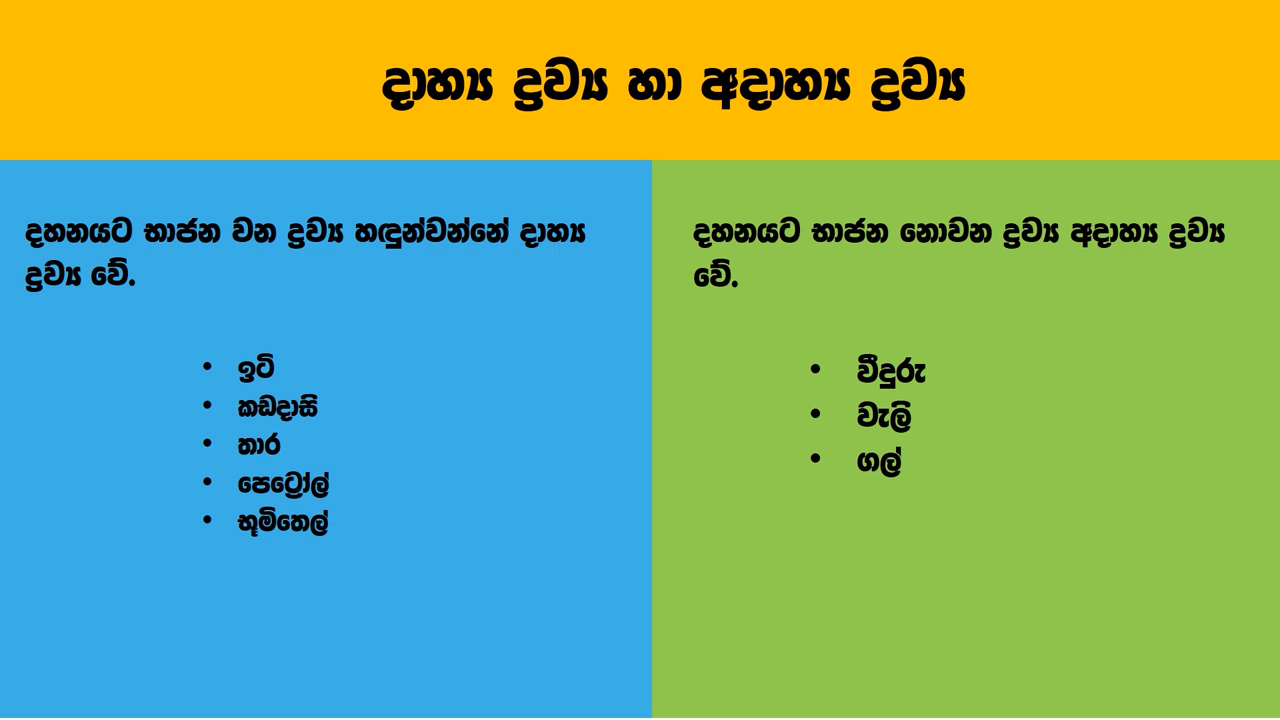 දාහ්‍ය ද්‍රව්‍ය හා අදාහ්‍ය ද්‍රව්‍ය
දහනයට භාජන වන ද්‍රව්‍ය හඳුන්වන්නේ දාහ්‍ය
ද්‍රව්‍ය වේ.
• ඉටි
• කඩදාසි
• තාර
• පෙට්‍රෝල්
• භූමිතෙල්
දහනයට භාජන නොවන ද්‍රව්‍ය අදාහ්‍ය ද්‍රව්‍ය
වේ.
• වීදුරු
• වැලි
• ගල්